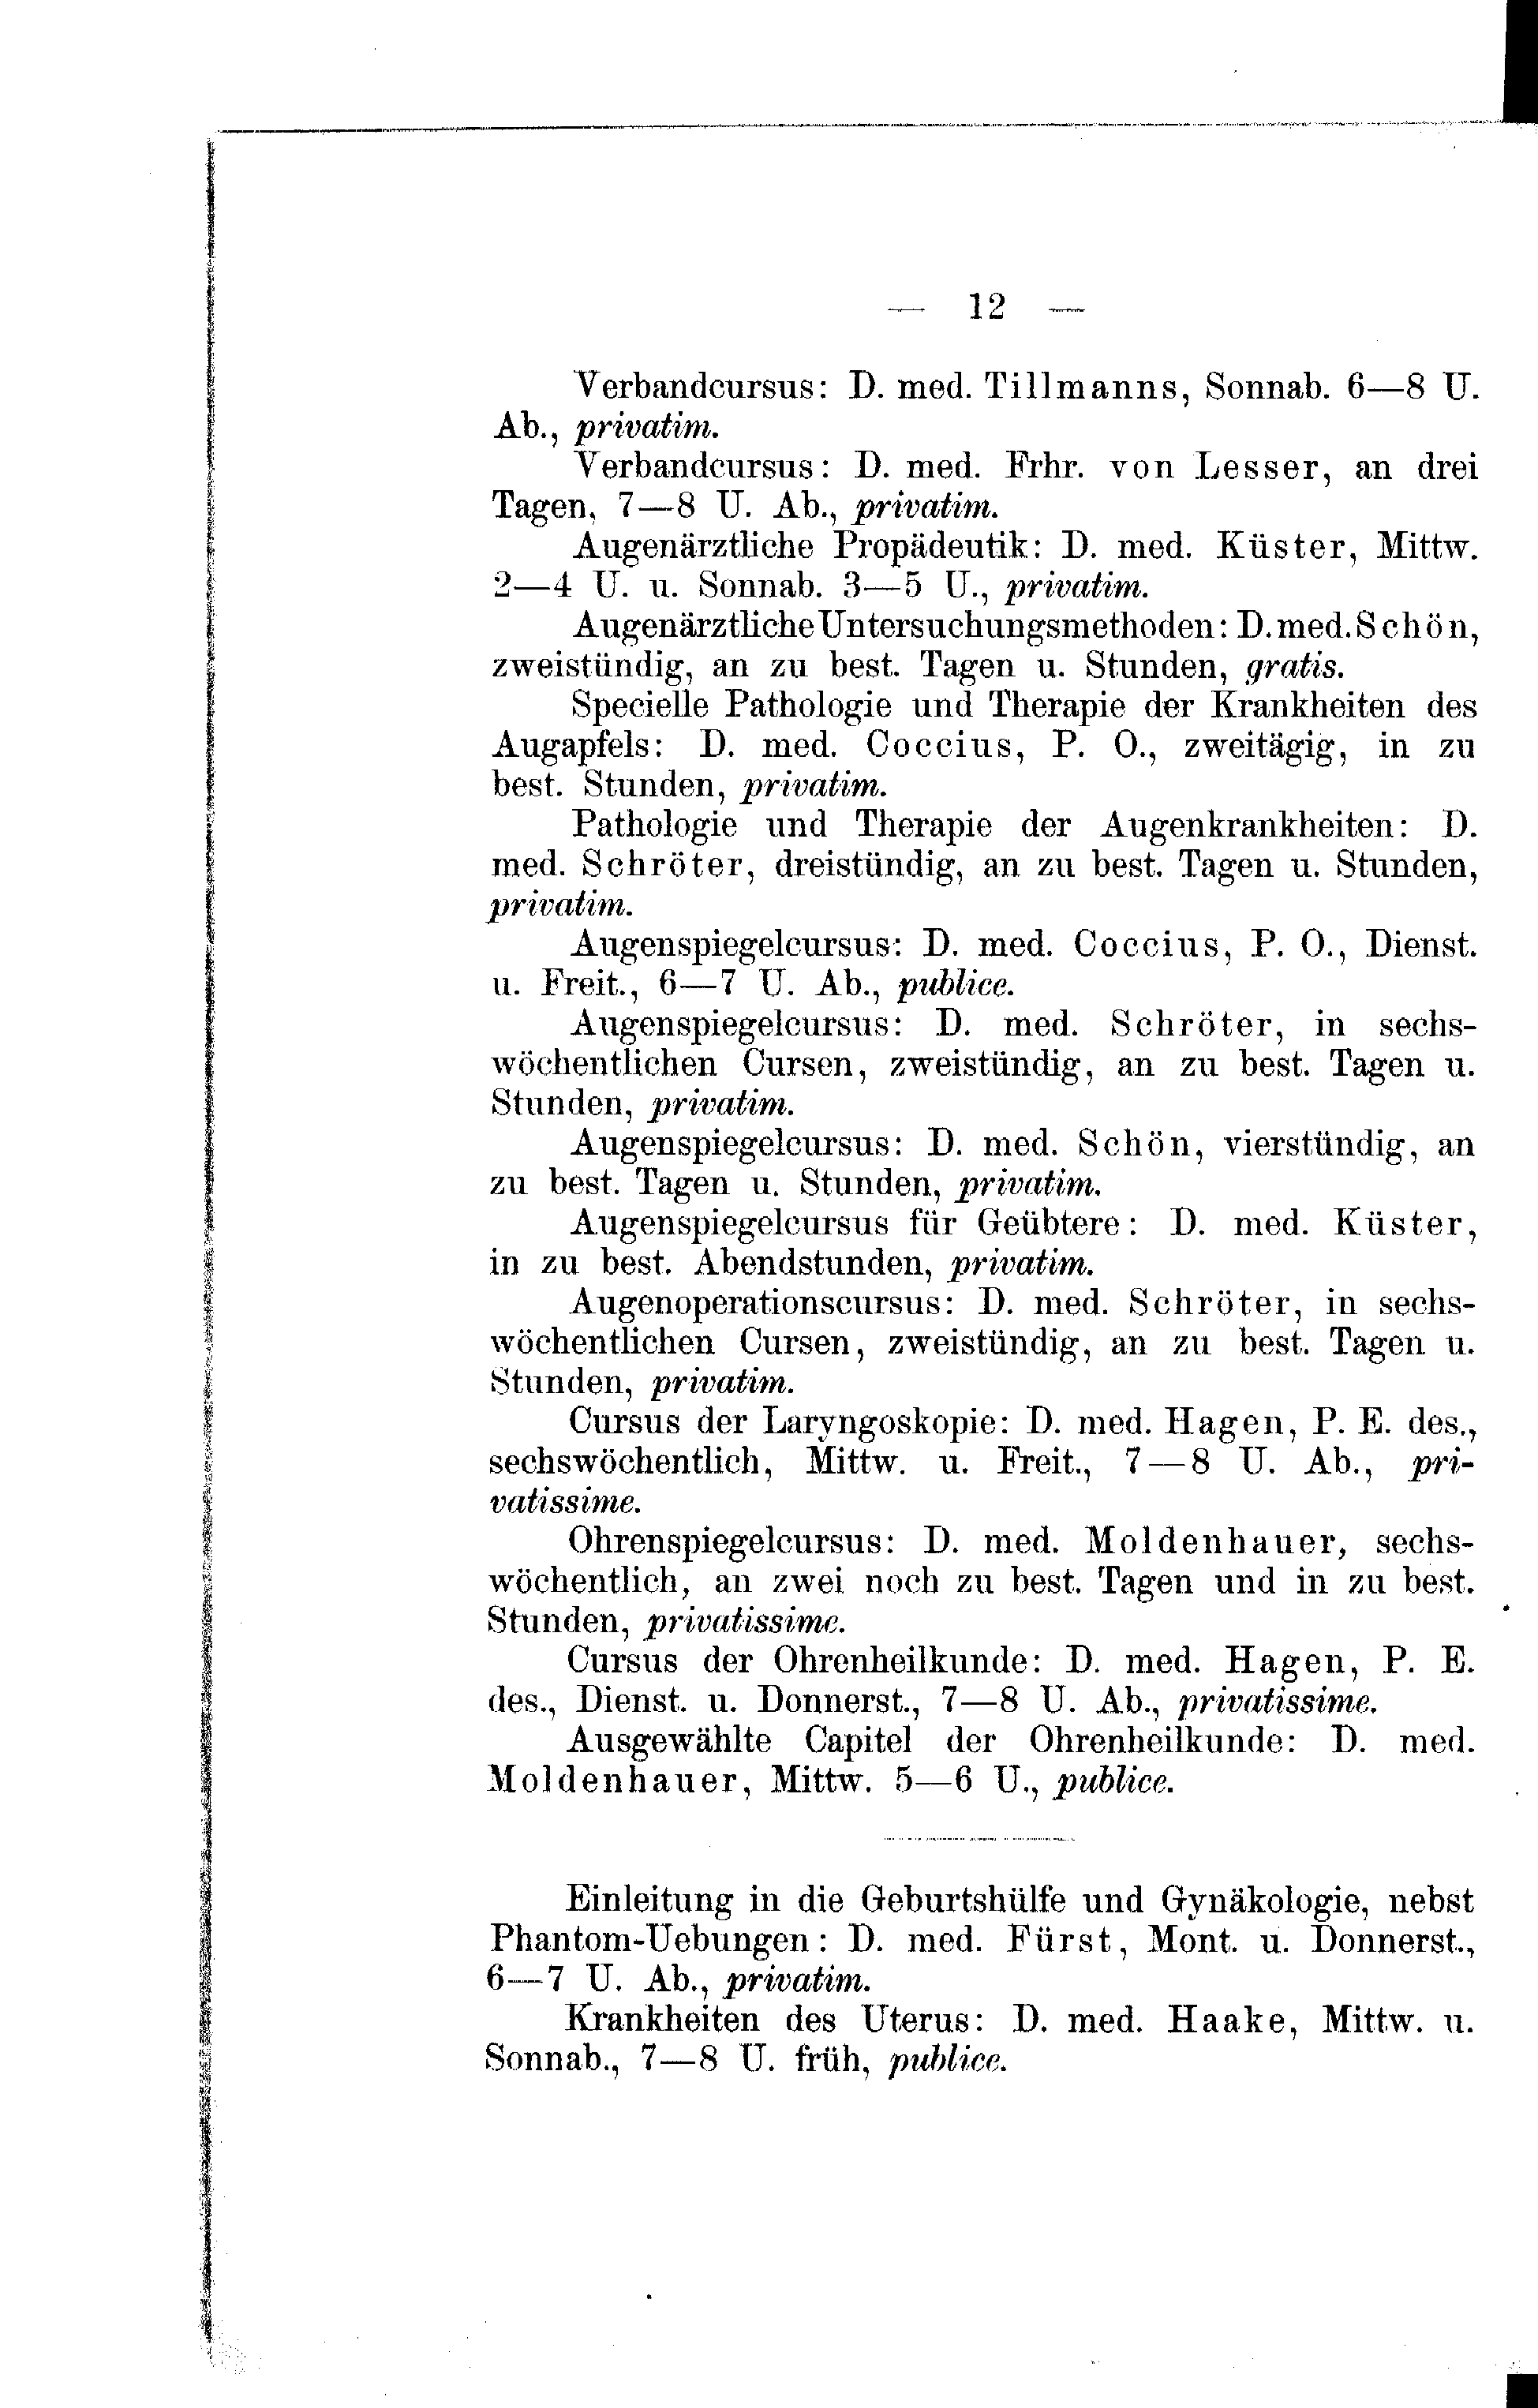 — 12 —
Verbandcursus: D. med. Tillmanns, Sonnab. 6—8 U.
Ab., privatim.
Verbandcursus: D. med. Frhr. von Lesser, an drei
Tagen, 7—8 U. Ab., privatim.
Augenärztliche Propädeutik: D. med. Küster, Mittw.
2—4 U. u. Sonnab. 3—5 U., privatim.
Augenärztliche Untersuchungsmethoden: D. med. Schön,
zweistündig, an zu best. Tagen u. Stunden, gratis.
Specielle Pathologie und Therapie der Krankheiten des
Augapfels: D. med. Coccius, P. O., zweitägig, in zu
best. Stunden, privatim.
Pathologie und Therapie der Augenkrankheiten: D.
med. Schröter, dreistündig, an zu best. Tagen u. Stunden,
privatim.
Augenspiegelcursus: D. med. Coccius, P. O., Dienst.
u. Freit., 6—7 U. Ab., publice.
Augenspiegelcursus: D. med. Schröter, in sechs-
wöchentlichen Cursen, zweistündig, an zu best. Tagen u.
Stunden, privatim.
Augenspiegelcursus: D. med. Schön, vierstündig, an
zu best. Tagen u. Stunden, privatim.
Augenspiegelcursus für Geübtere: D. med. Küster,
in zu best. Abendstunden, privatim.
Augenoperationscursus: D. med. Schröter, in sechs-
wöchentlichen Cursen, zweistündig, an zu best. Tagen u.
Stunden, privatim.
Cursus der Laryngoskopie: D. med. Hagen, P. E. des.,
sechswöchentlich, Mittw. u. Freit., 7—8 U. Ab., pri-
vatissime.
Ohrenspiegelcursus: D. med. Moldenhauer, sechs-
wöchentlich, an zwei noch zu best. Tagen und in zu best.
Stunden, privatissime.
Cursus der Ohrenheilkunde: D. med. Hagen, P. E.
des., Dienst. u. Donnerst., 7—8 U. Ab., privatissime.
Ausgewählte Capitel der Ohrenheilkunde: D. med.
Moldenhauer, Mittw. 5—6 U., publice.
Einleitung in die Geburtshülfe und Gynäkologie, nebst
Phantom-Uebungen: D. med. Fürst, Mont. u. Donnerst.,
6—7 U. Ab., privatim.
Krankheiten des Uterus: D. med. Haake, Mittw. u.
Sonnab., 7—8 U. früh, publice.